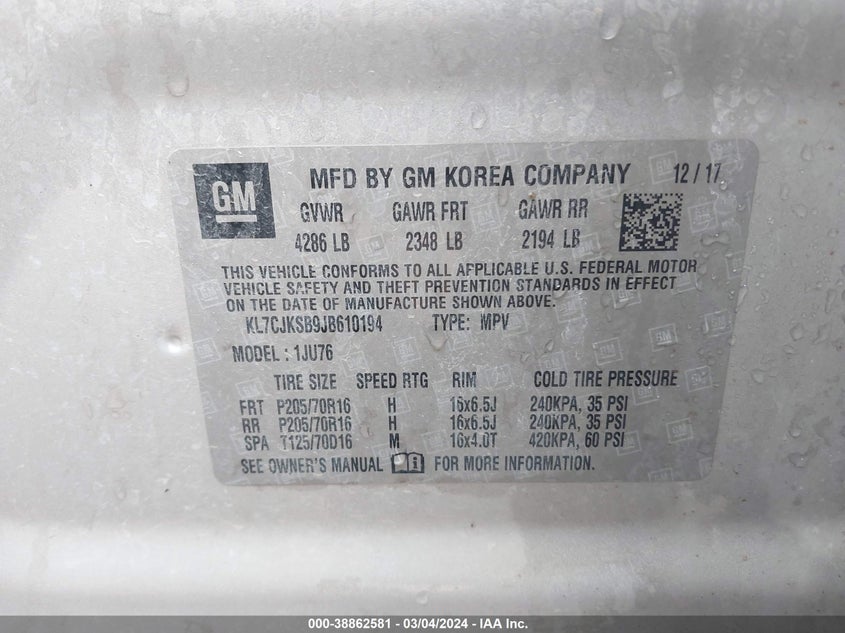 GM MFD BY GM KOREA COMPANY 12/17
GVWR GAWR FRT GAWR RR
4286 LB 2348 LB 2194 LB
THIS VEHICLE CONFORMS TO ALL APPLICABLE U.S. FEDERAL MOTOR
VEHICLE SAFETY AND THEFT PREVENTION STANDARDS IN EFFECT
ON THE DATE OF MANUFACTURE SHOWN ABOVE.
KL7CJKSB9JB610194 TYPE: MPV
MODEL : 1JU76
TIRE SIZE SPEED RTG RIM COLD TIRE PRESSURE
FRT P205/70R16 H 16x6.5J 240KPA, 35 PSI
RR P205/70R16 H 16x6.5J 240KPA, 35 PSI
SPA T125/70D16 M 16x4.0T 420KPA, 60 PSI
SEE OWNER'S MANUAL FOR MORE INFORMATION.
000-38862581 - 03/04/2024 - IAA Inc.